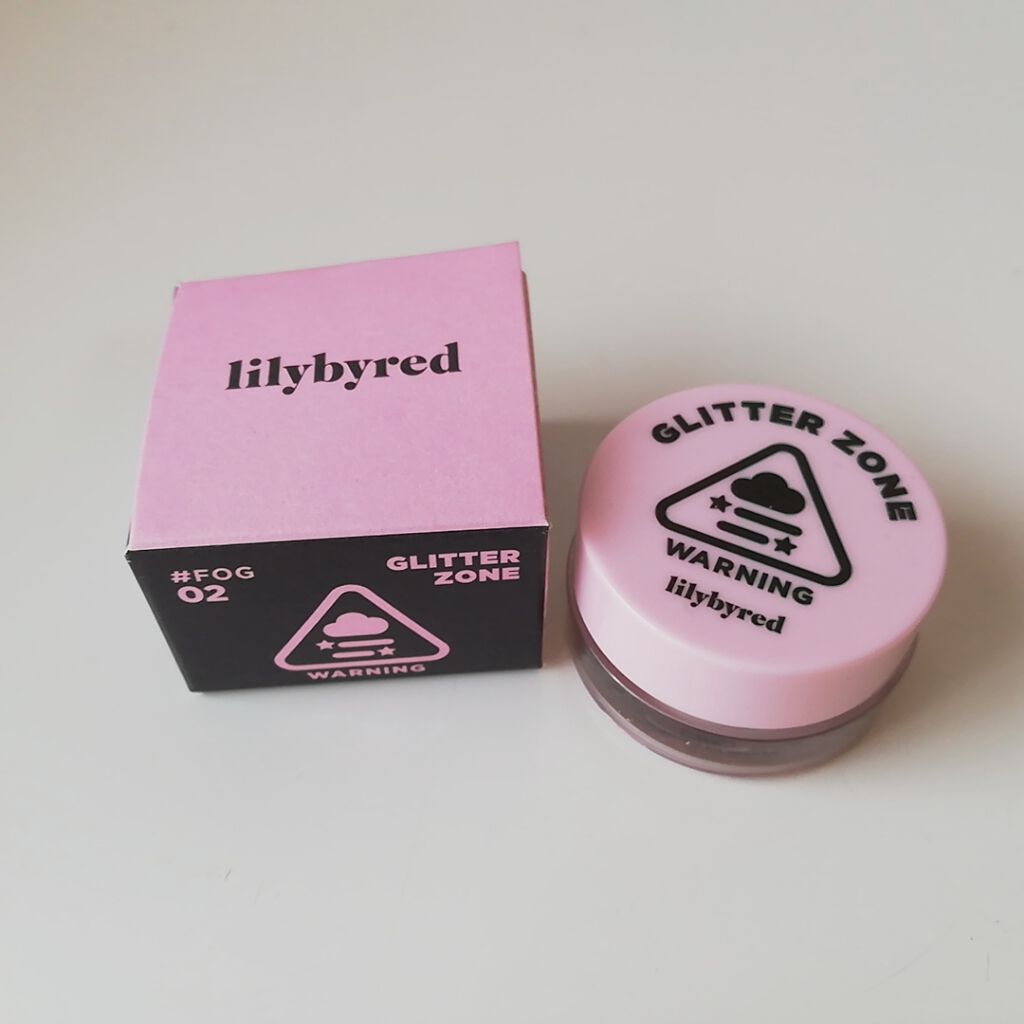 lilybyred
#FOG
02
GLITTER
ZONE
WARNING
GLITTER ZONE
WARNING
lilybyred